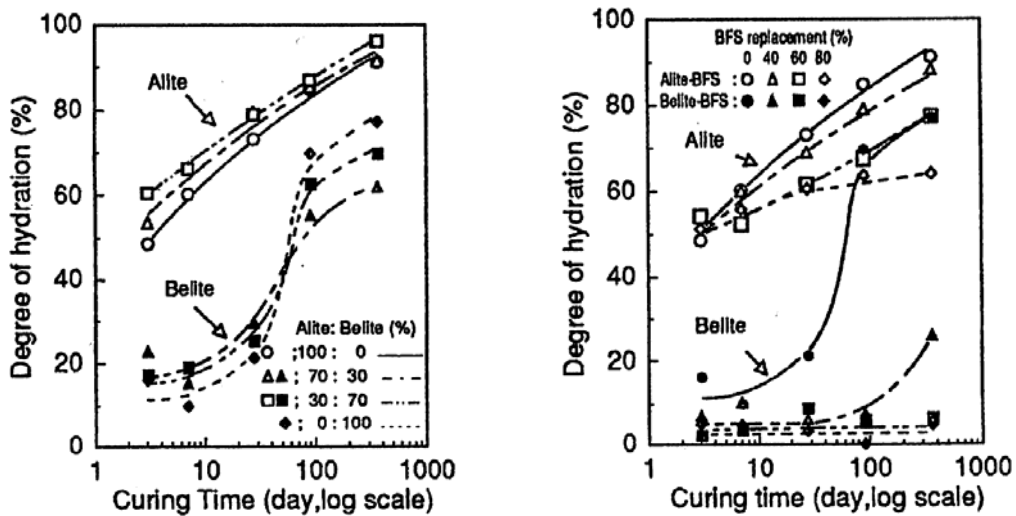 100
80
60
40
20
0
Degree of hydration (%)
Alite
Belite
Alite: Belite (%)
;100 : 0
; 70 : 30
; 30 : 70
; 0 : 100
1 10 100 1000
Curing Time (day,log scale)
100
80
60
40
20
0
Degree of hydration (%)
BFS replacement (%)
0 40 60 80
Alite-BFS :
Belite-BFS :
Alite
Belite
1 10 100 1000
Curing time (day,log scale)